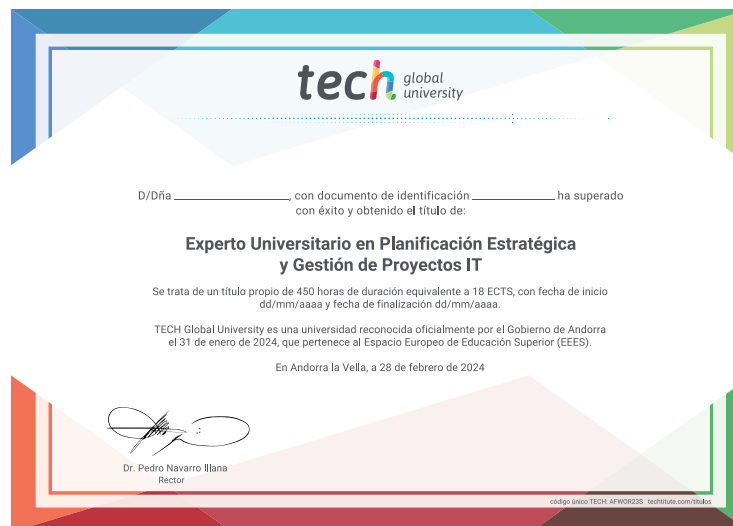 tech global university
D/Dña ______________, con documento de identificación __________ ha superado
con éxito y obtenido el título de:
Experto Universitario en Planificación Estratégica
y Gestión de Proyectos IT
Se trata de un título propio de 450 horas de duración equivalente a 18 ECTS, con fecha de inicio
dd/mm/aaaa y fecha de finalización dd/mm/aaaa.
TECH Global University es una universidad reconocida oficialmente por el Gobierno de Andorra
el 31 de enero de 2024, que pertenece al Espacio Europeo de Educación Superior (EEES).
En Andorra la Vella, a 28 de febrero de 2024
Dr. Pedro Navarro Illana
Rector
código único TECH: AFWOR23S techtitute.com/titulos